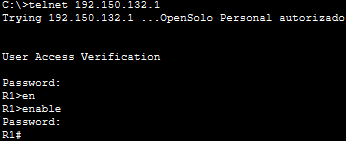 C:\>telnet 192.150.132.1
Trying 192.150.132.1 ...OpenSolo Personal autorizado
User Access Verification
Password:
R1>en
R1>enable
Password:
R1#